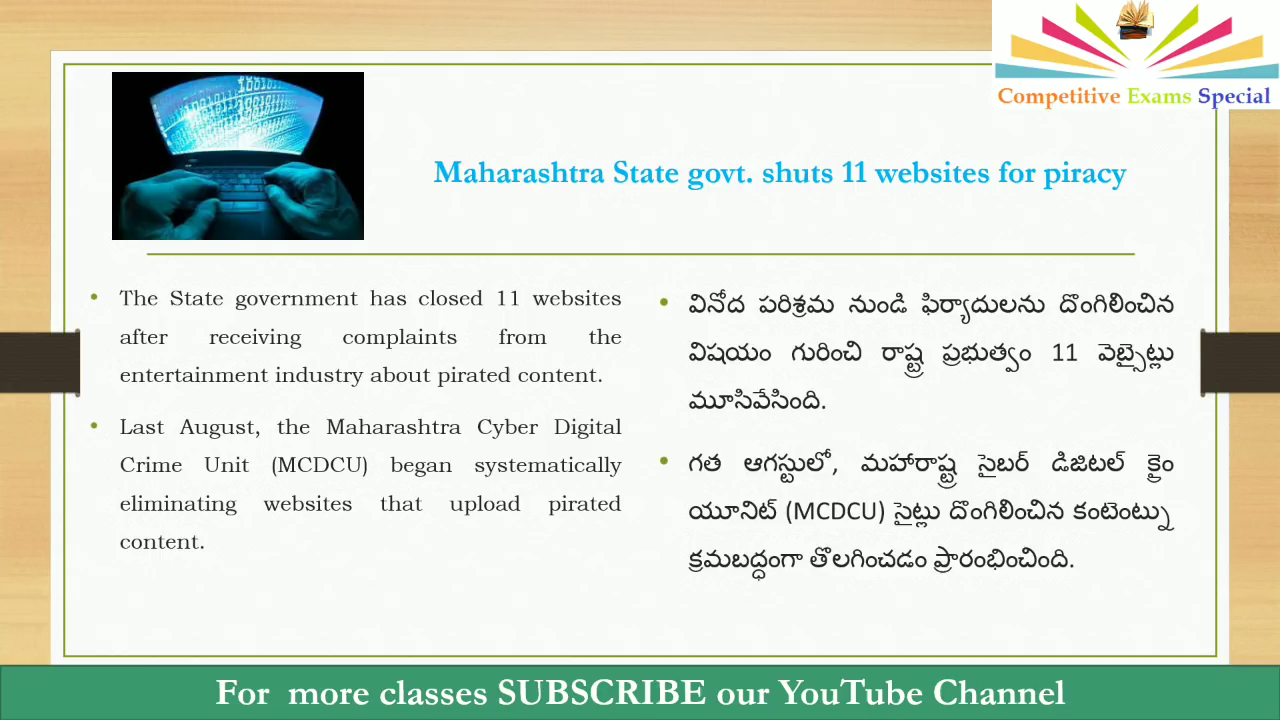 Competitive Exams Special
Maharashtra State govt. shuts 11 websites for piracy
• The State government has closed 11 websites
after receiving complaints from the
entertainment industry about pirated content.
• Last August, the Maharashtra Cyber Digital
Crime Unit (MCDCU) began systematically
eliminating websites that upload pirated
content.
• వినోద పరిశ్రమ నుండి ఫిర్యాదులను దొంగిలించిన
విషయం గురించి రాష్ట్ర ప్రభుత్వం 11 వెబ్సైట్లు
మూసివేసింది.
• గత ఆగస్టులో, మహారాష్ట్ర సైబర్ డిజిటల్ క్రైం
యూనిట్ (MCDCU) సైట్లు దొంగిలించిన కంటెంట్ను
క్రమబద్ధంగా తొలగించడం ప్రారంభించింది.
For more classes SUBSCRIBE our YouTube Channel